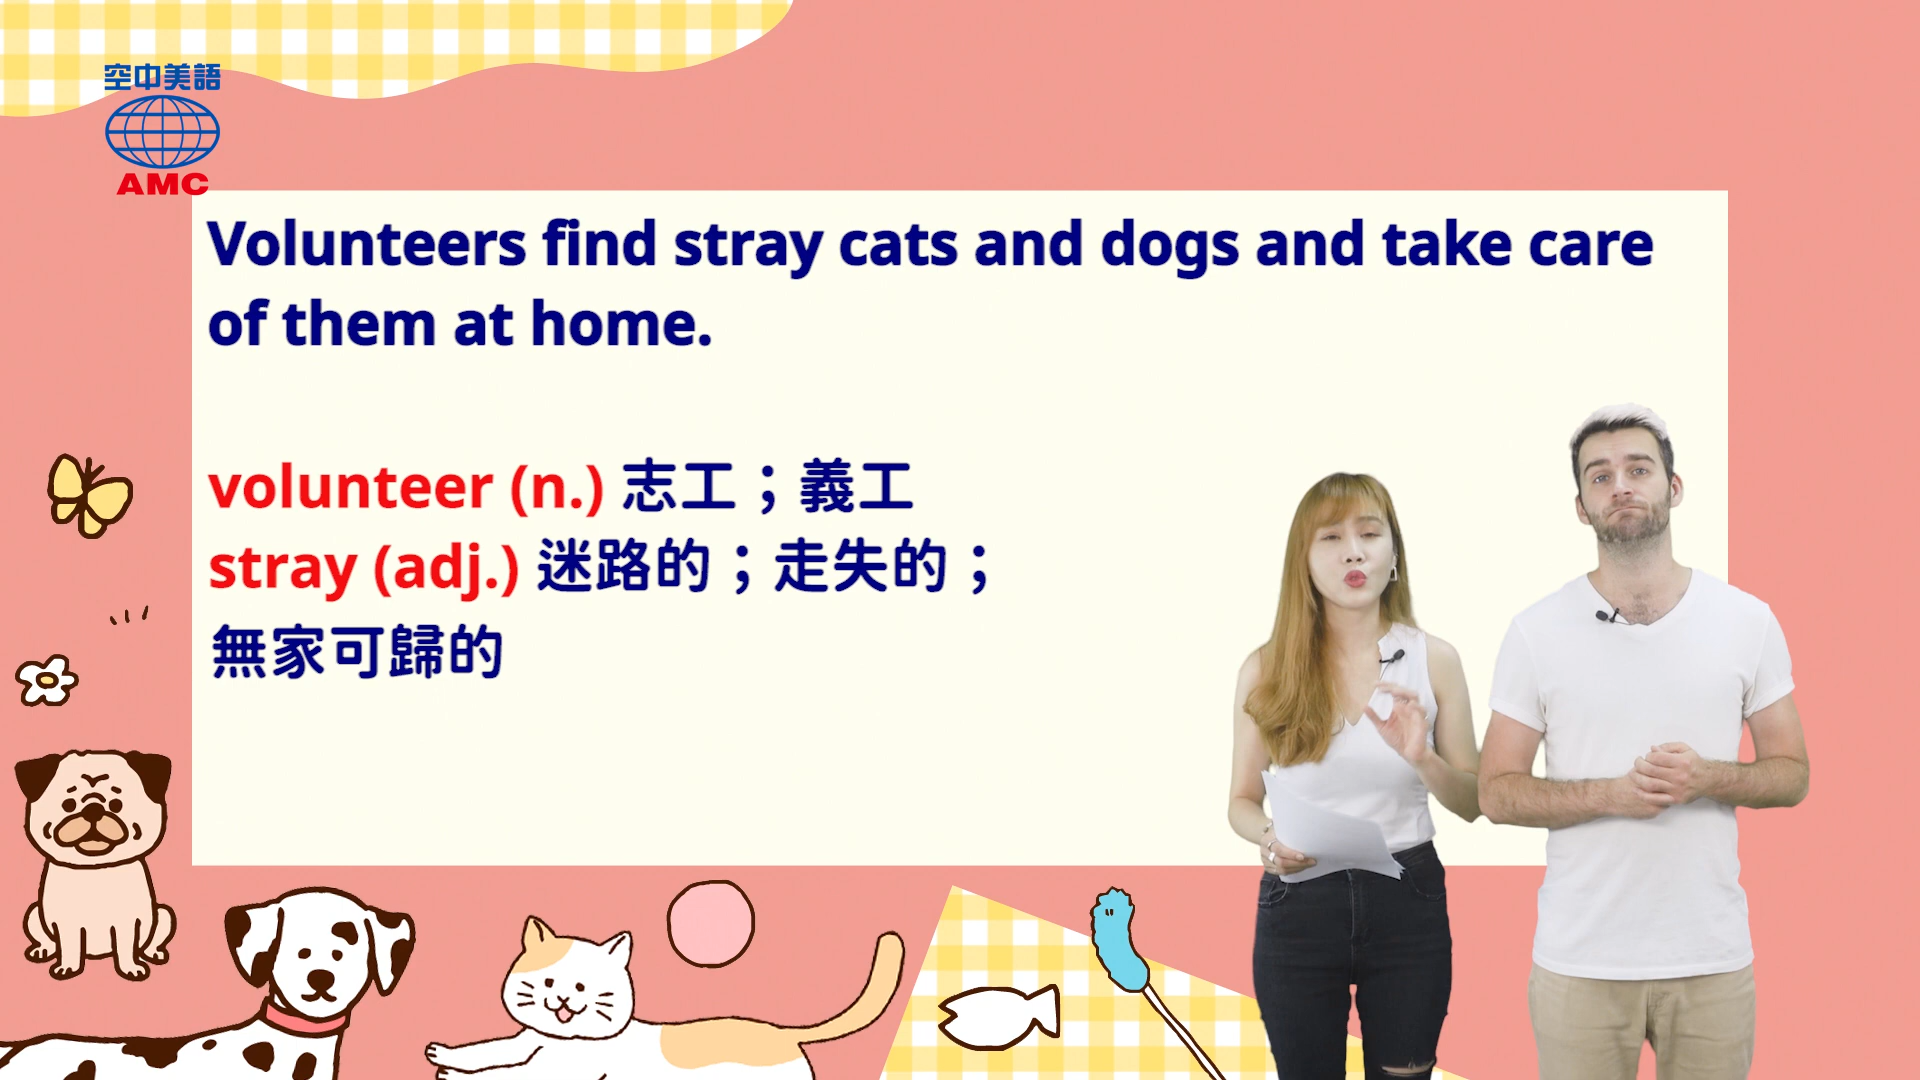 空中美語
AMC
Volunteers find stray cats and dogs and take care
of them at home.
volunteer (n.) 志工；義工
stray (adj.) 迷路的；走失的；
無家可歸的